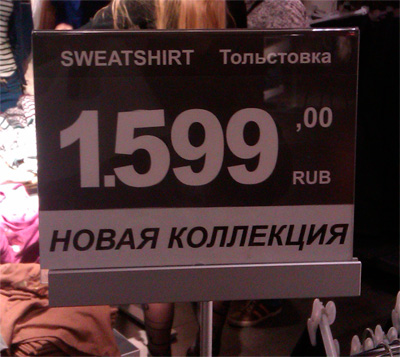 SWEATSHIRT Толстовка
1.599,00
RUB
НОВАЯ КОЛЛЕКЦИЯ